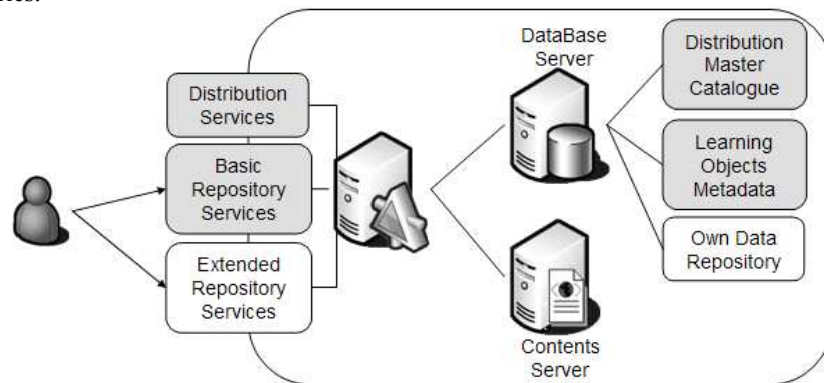 DataBase
Server
Distribution
Master
Catalogue
Distribution
Services
Basic
Repository
Services
Learning
Objects
Metadata
Extended
Repository
Services
Own Data
Repository
Contents
Server